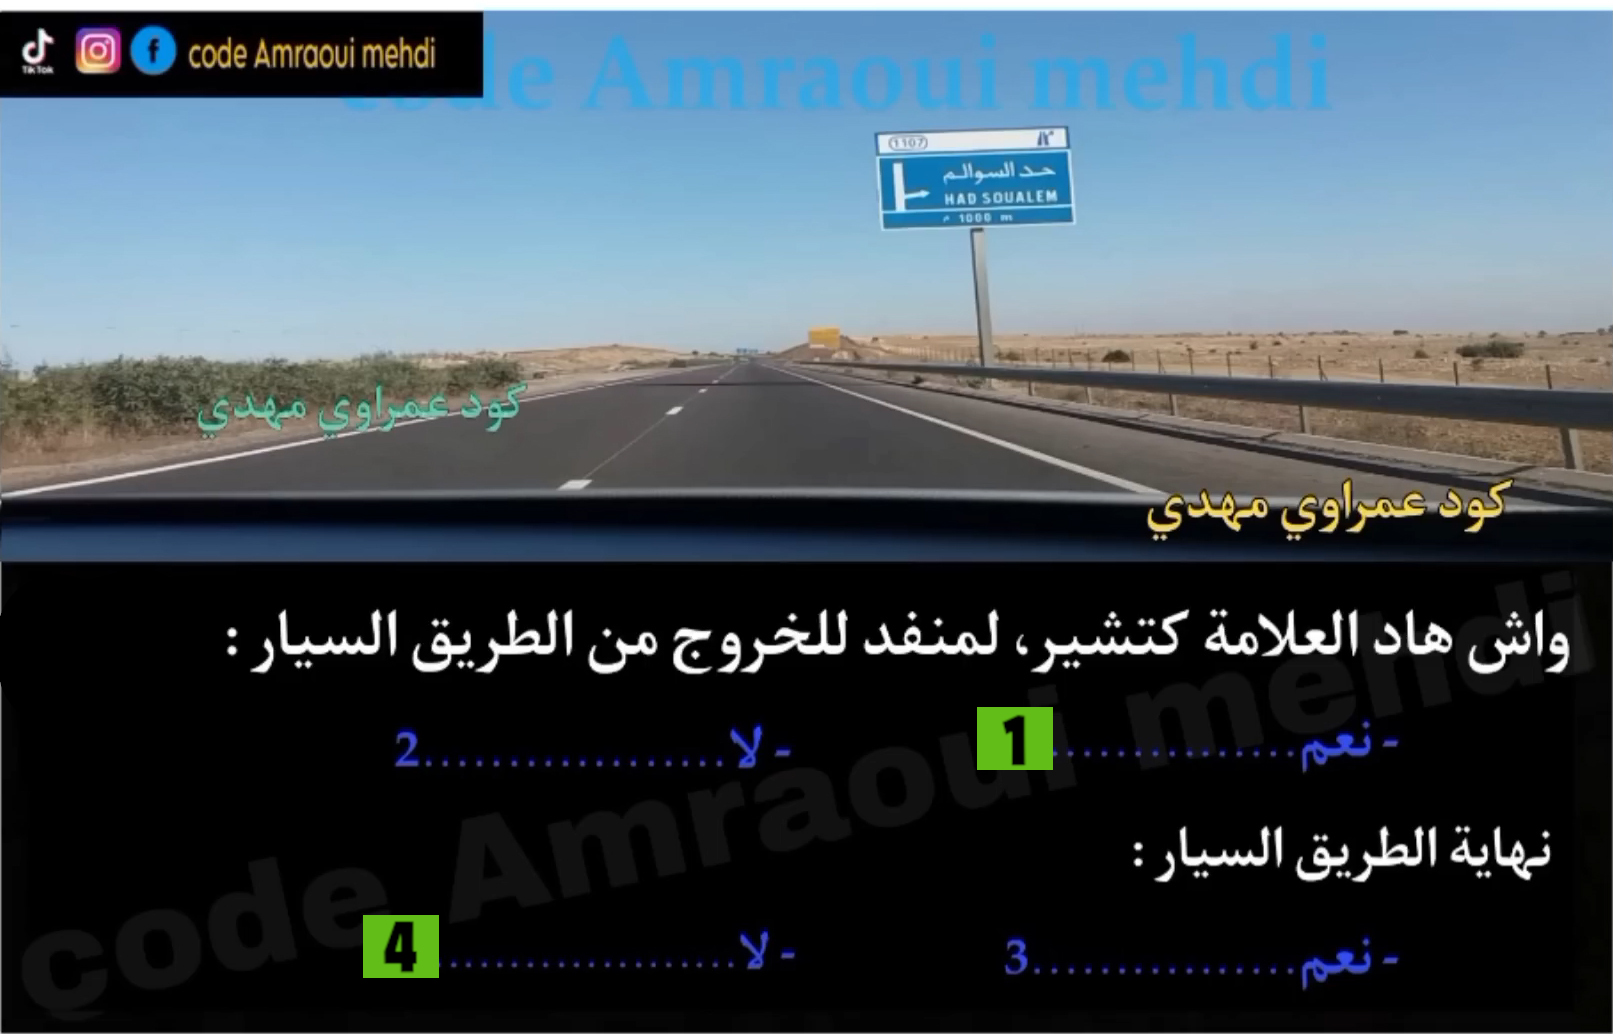 TikTok
code Amraoui mehdi
code Amraoui mehdi
1107
حد السوالم
HAD SOUALEM
1000 m م
كود عمراوي مهدي
كود عمراوي مهدي
واش هاد العلامة كتشير، لمنفد للخروج من الطريق السيار :
- نعم...............1 - لا..................2
نهاية الطريق السيار :
- نعم................3 - لا..................4
code Amraoui mehdi